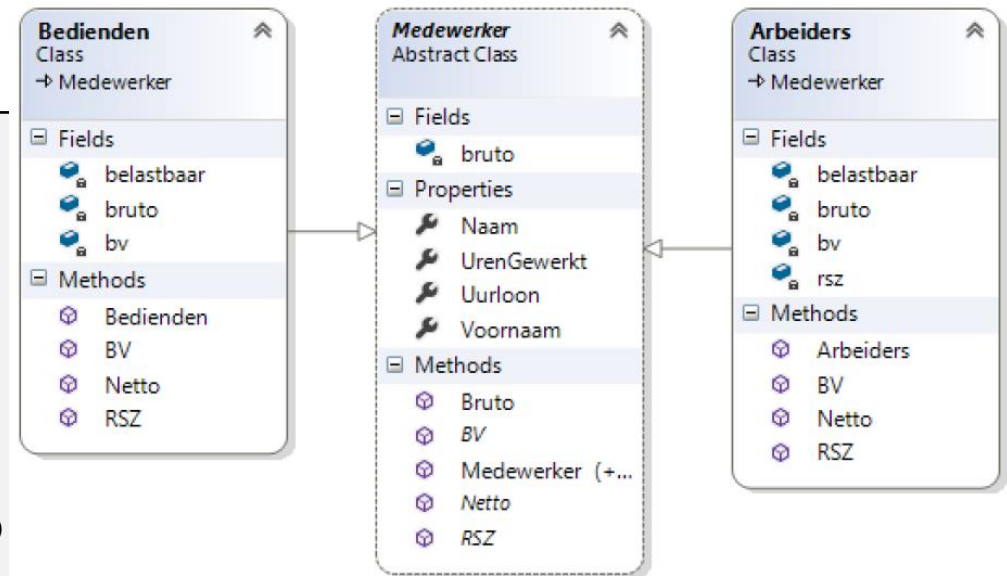 Bedienden
Class
Medewerker
Fields
belastbaar
bruto
bv
Methods
Bedienden
BV
Netto
RSZ
)
Medewerker
Abstract Class
Fields
bruto
Properties
Naam
UrenGewerkt
Uurloon
Voornaam
Methods
Bruto
BV
Medewerker (+...
Netto
RSZ
Arbeiders
Class
Medewerker
Fields
belastbaar
bruto
bv
rsz
Methods
Arbeiders
BV
Netto
RSZ